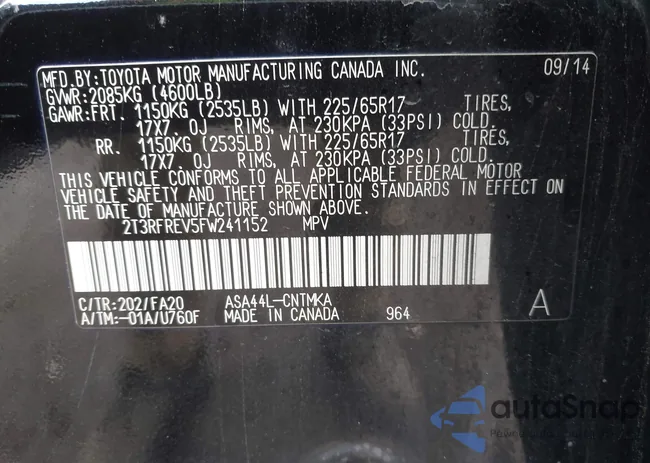 MFD.BY:TOYOTA MOTOR MANUFACTURING CANADA INC. 09/14
GVWR:2085KG (4600LB)
GAWR:FRT. 1150KG (2535LB) WITH 225/65R17 TIRES,
17X7.0J RIMS, AT 230KPA (33PSI) COLD.
RR. 1150KG (2535LB) WITH 225/65R17 TIRES,
17X7.0J RIMS, AT 230KPA (33PSI) COLD.
THIS VEHICLE CONFORMS TO ALL APPLICABLE FEDERAL MOTOR
VEHICLE SAFETY AND THEFT PREVENTION STANDARDS IN EFFECT ON
THE DATE OF MANUFACTURE SHOWN ABOVE.
2T3RFREV5FW241152 MPV
C/TR:202/FA20 ASA44L-CNTMKA
A/TM:-01A/U760F MADE IN CANADA 964 A
autoSnap